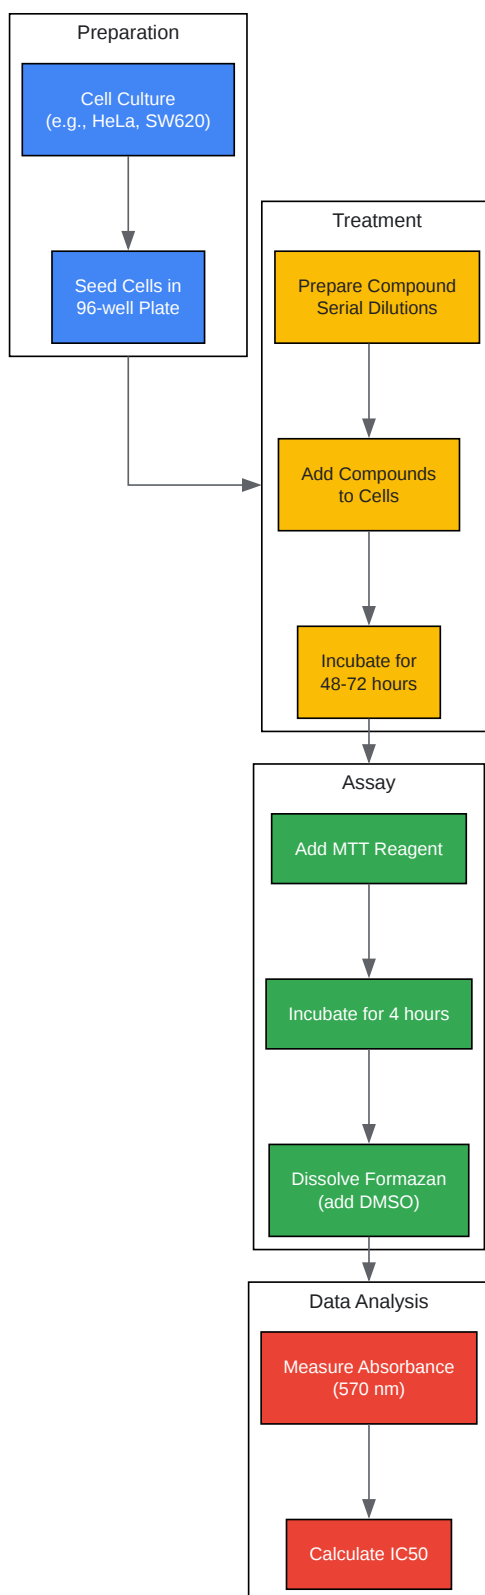 Preparation
Cell Culture
(e.g., HeLa, SW620)
Seed Cells in
96-well Plate
Treatment
Prepare Compound
Serial Dilutions
Add Compounds
to Cells
Incubate for
48-72 hours
Assay
Add MTT Reagent
Incubate for 4 hours
Dissolve Formazan
(add DMSO)
Data Analysis
Measure Absorbance
(570 nm)
Calculate IC50